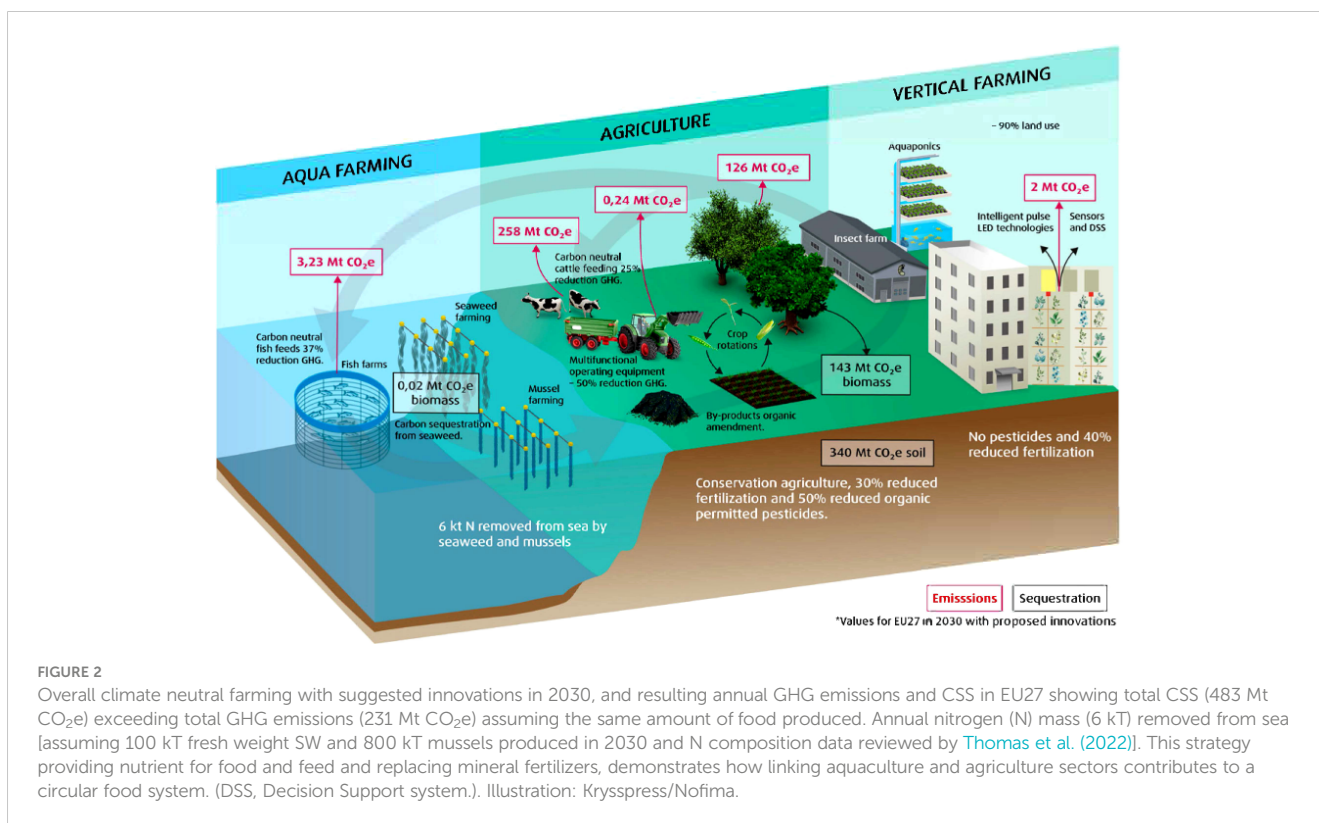 AQUA FARMING
AGRICULTURE
VERTICAL FARMING
– 90% land use
Aquaponics
126 Mt CO₂e
2 Mt CO₂e
0,24 Mt CO₂e
Intelligent pulse
LED technologies
Sensors
and DSS
258 Mt CO₂e
Insect farm
3,23 Mt CO₂e
Carbon neutral
cattle feeding 25%
reduction GHG.
Seaweed
farming
Carbon neutral
fish feeds 37%
reduction GHG.
Fish farms
Crop
rotations
Multifunctional
operating equipment
– 50% reduction GHG.
143 Mt CO₂e
biomass
0,02 Mt CO₂e
biomass
Mussel
farming
Carbon sequestration
from seaweed.
By-products organic
amendment.
340 Mt CO₂e soil
No pesticides and 40%
reduced fertilization
Conservation agriculture, 30% reduced
fertilization and 50% reduced organic
permitted pesticides.
6 kt N removed from sea by
seaweed and mussels
Emisssions
Sequestration
*Values for EU27 in 2030 with proposed innovations
FIGURE 2
Overall climate neutral farming with suggested innovations in 2030, and resulting annual GHG emissions and CSS in EU27 showing total CSS (483 Mt
CO₂e) exceeding total GHG emissions (231 Mt CO₂e) assuming the same amount of food produced. Annual nitrogen (N) mass (6 kT) removed from sea
[assuming 100 kT fresh weight SW and 800 kT mussels produced in 2030 and N composition data reviewed by Thomas et al. (2022)]. This strategy
providing nutrient for food and feed and replacing mineral fertilizers, demonstrates how linking aquaculture and agriculture sectors contributes to a
circular food system. (DSS, Decision Support system.). Illustration: Krysspress/Nofima.